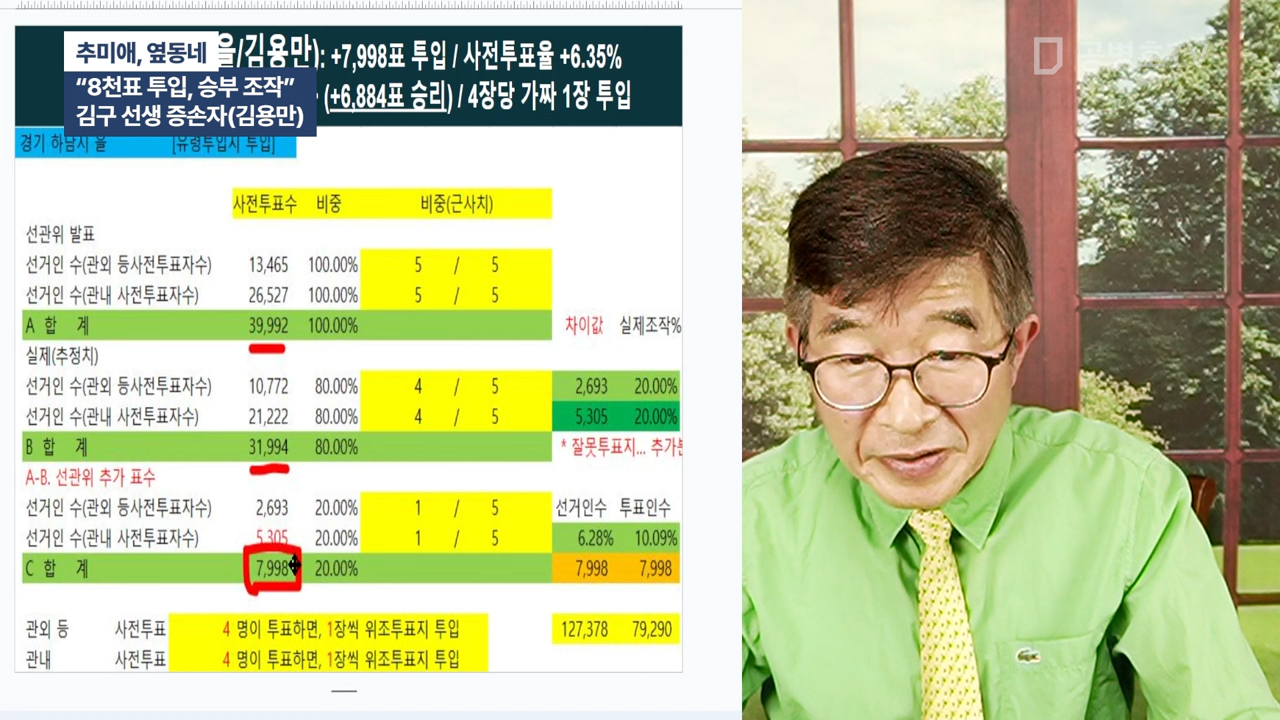 추미애, 옆동네
“8천표 투입, 승부 조작”
김구 선생 증손자(김용만)
을/김용만): +7,998표 투입 / 사전투표율 +6.35%
(+6,884표 승리) / 4장당 가짜 1장 투입
경기 하남시 을 [유령투입시 투입]
사전투표수 비중 비중(근사치)
선관위 발표
선거인 수(관외 등사전투표자수) 13,465 100.00% 5 / 5
선거인 수(관내 사전투표자수) 26,527 100.00% 5 / 5
A 합 계 39,992 100.00% 차이값 실제조작%
실제(추정치)
선거인 수(관외 등사전투표자수) 10,772 80.00% 4 / 5 2,693 20.00%
선거인 수(관내 사전투표자수) 21,222 80.00% 4 / 5 5,305 20.00%
B 합 계 31,994 80.00% * 잘못투표지... 추가분
A-B. 선관위 추가 표수
선거인 수(관외 등사전투표자수) 2,693 20.00% 1 / 5 선거인수 투표인수
선거인 수(관내 사전투표자수) 5,305 20.00% 1 / 5 6.28% 10.09%
C 합 계 7,998 20.00% 7,998 7,998
관외 등 사전투표 4 명이 투표하면, 1장씩 위조투표지 투입 127,378 79,290
관내 사전투표 4 명이 투표하면, 1장씩 위조투표지 투입
공병호TV